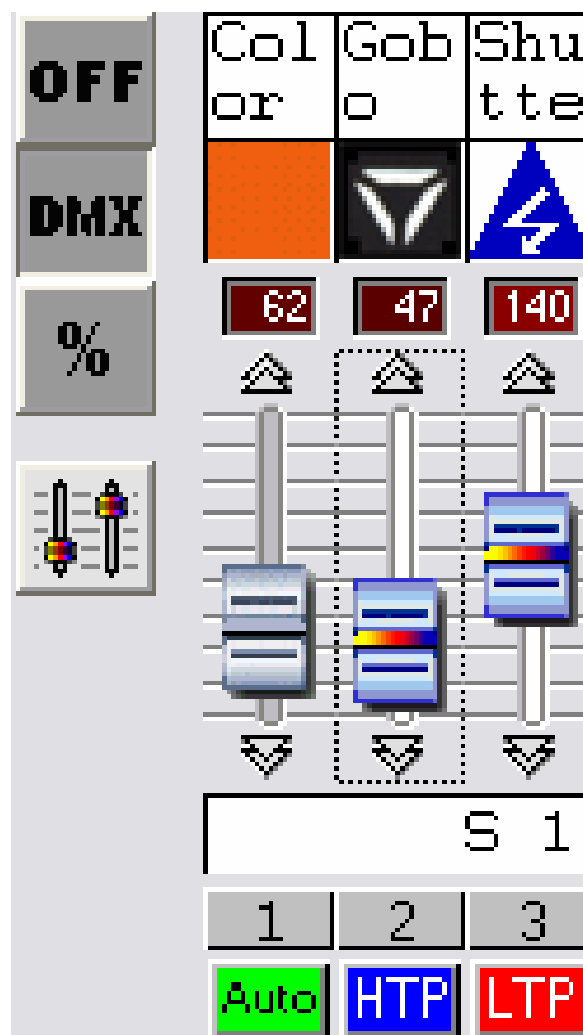 OFF
DMX
%
Col
or
Gob
o
Shu
tte
62
47
140
S 1
1
2
3
Auto
HTP
LTP